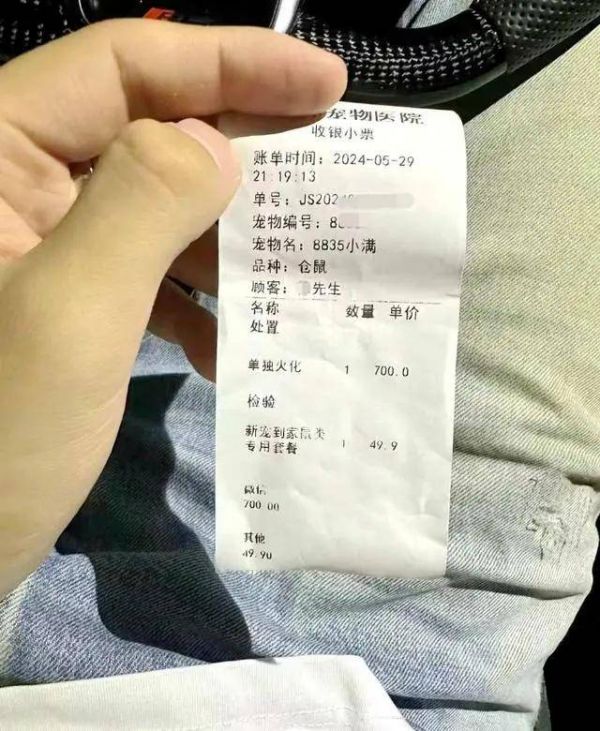 宠物医院
收银小票
账单时间：2024-05-29
21:19:13
单号：JS202
宠物编号：8
宠物名：8835小满
品种：仓鼠
顾客： 先生
名称 数量 单价
处置
单独火化 1 700.0
检验
新宠到家鼠类 1 49.9
专用套餐
微信
700.00
其他
49.90